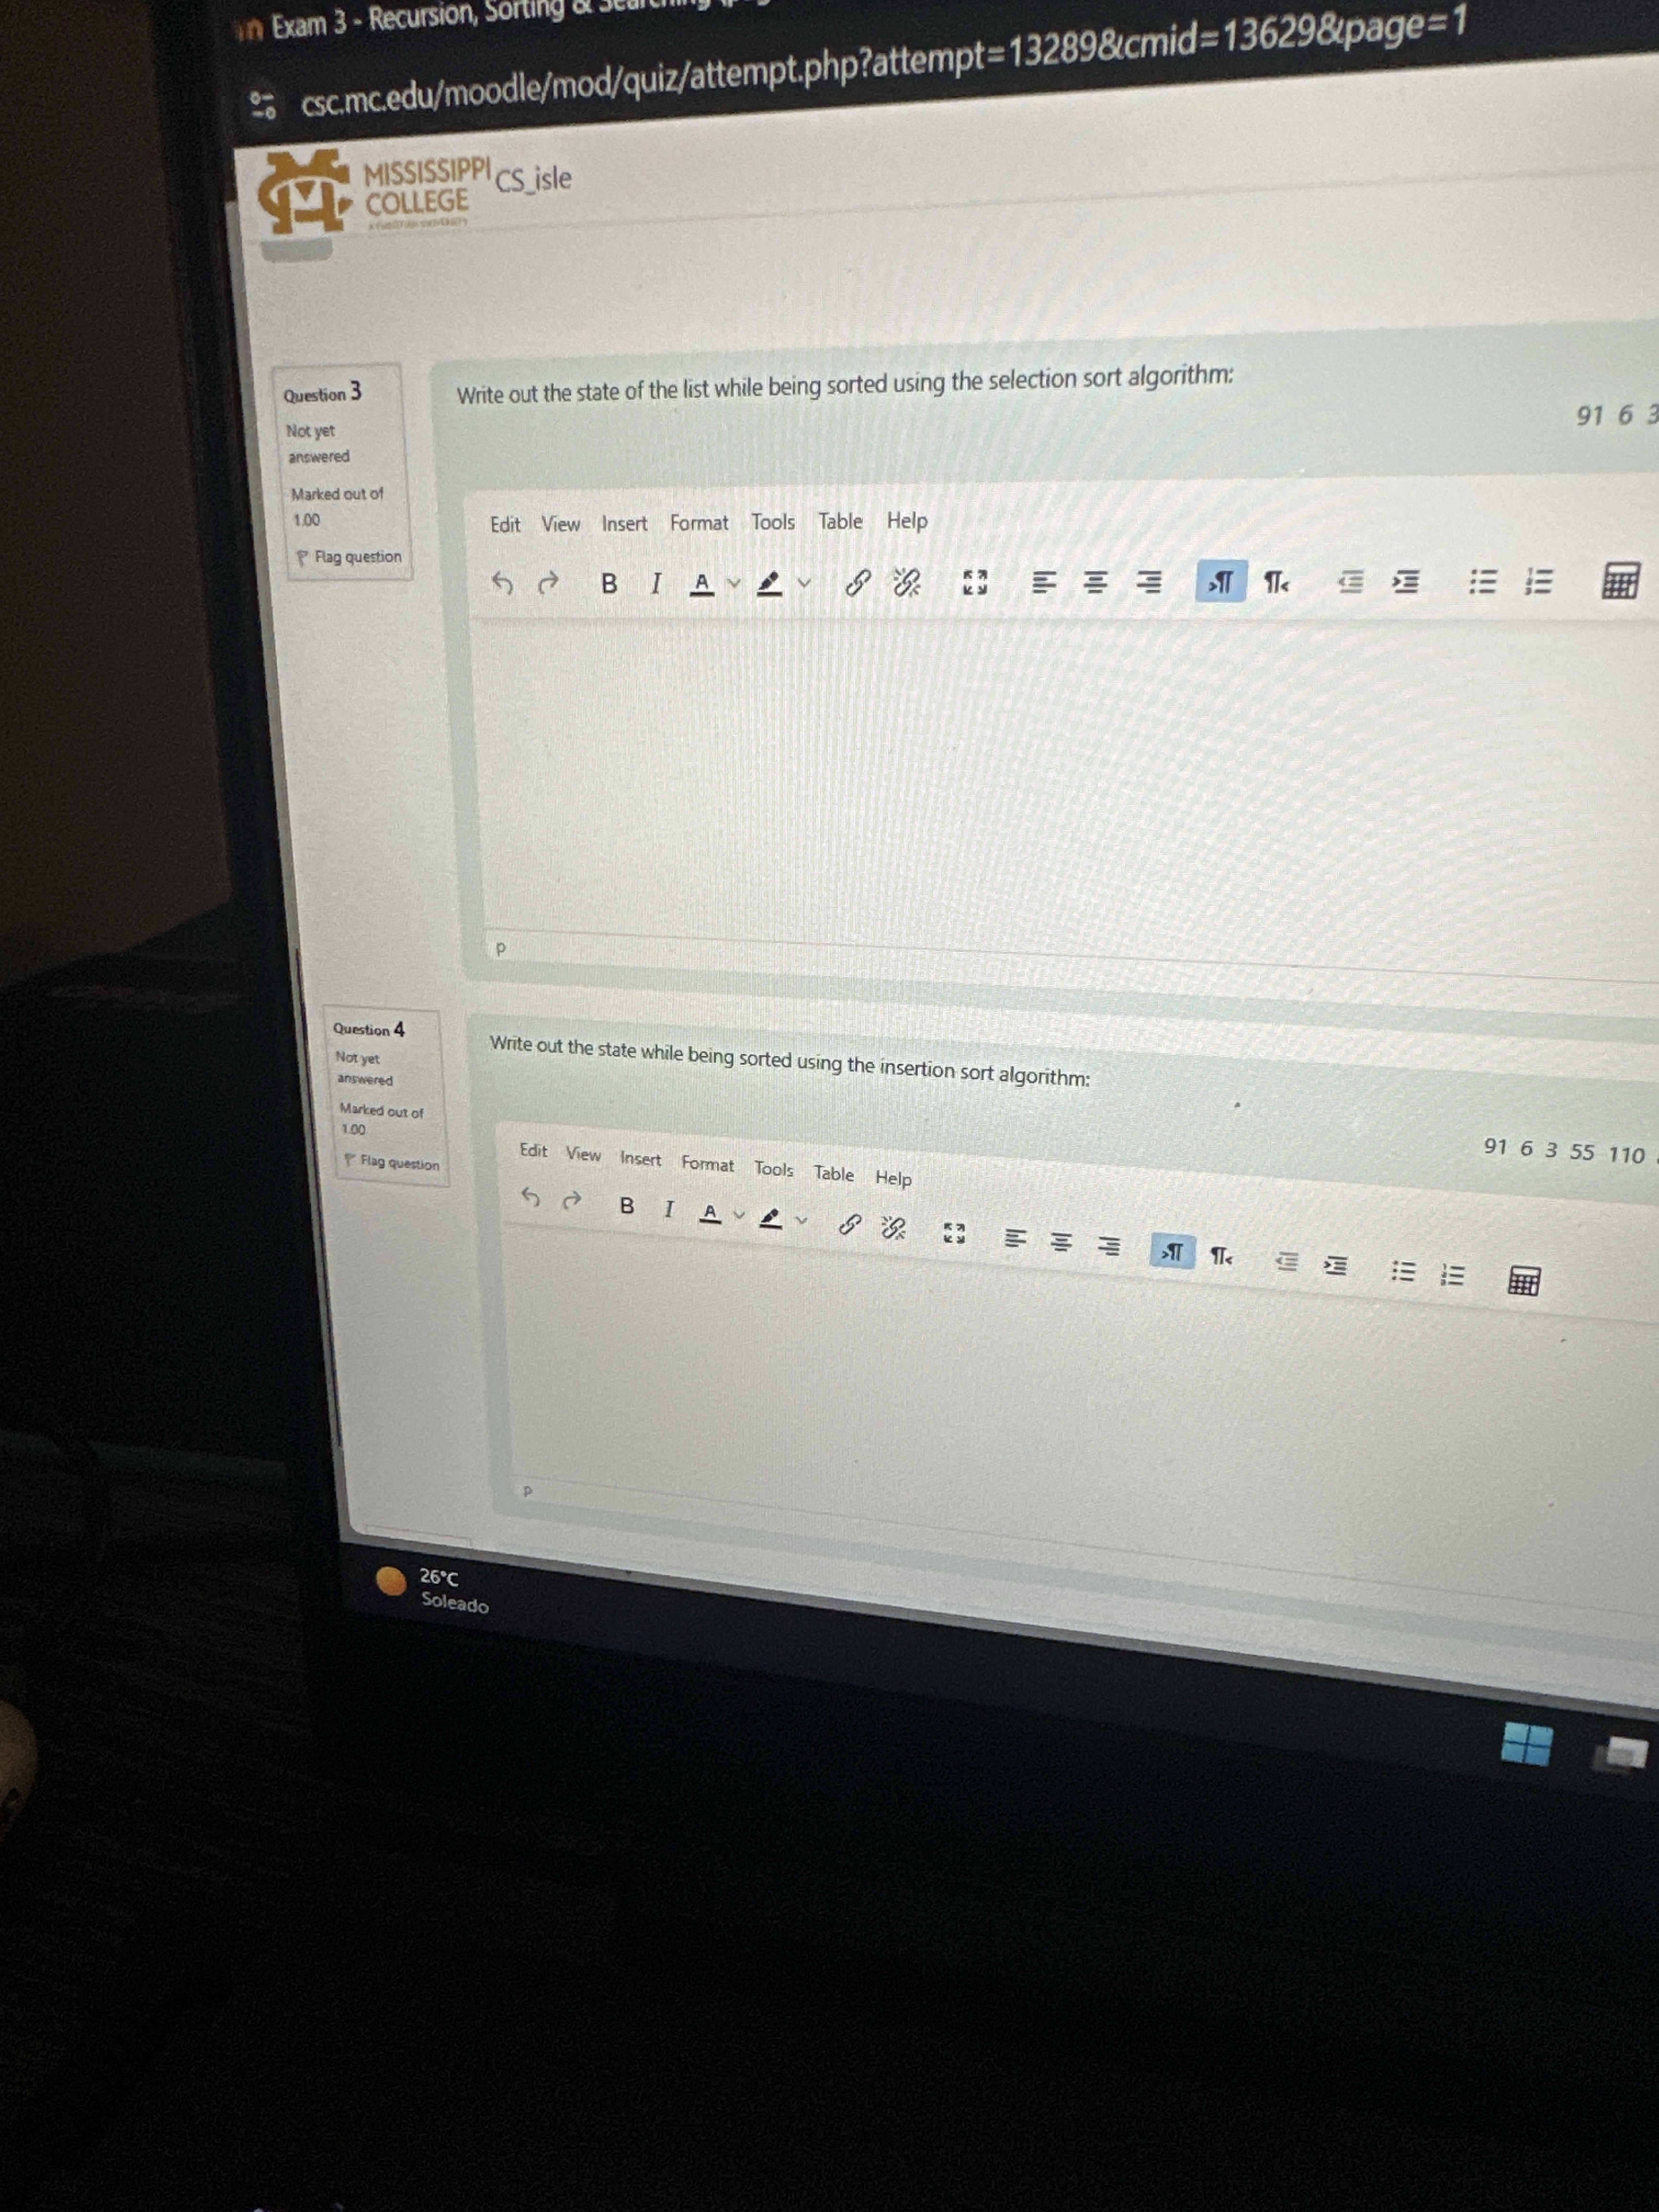 Exam 3 - Recursion, Sorting &
csc.mc.edu/moodle/mod/quiz/attempt.php?attempt=13289&cmid=13629&page=1
MISSISSIPPI
COLLEGE
CS_isle
Question 3
Not yet
answered
Marked out of
1.00
Flag question
Write out the state of the list while being sorted using the selection sort algorithm:
91 6 3
Edit View Insert Format Tools Table Help
B I A
P
Question 4
Not yet
answered
Marked out of
1.00
Flag question
Write out the state while being sorted using the insertion sort algorithm:
91 6 3 55 110
Edit View Insert Format Tools Table Help
B I A
P
26°C
Soleado